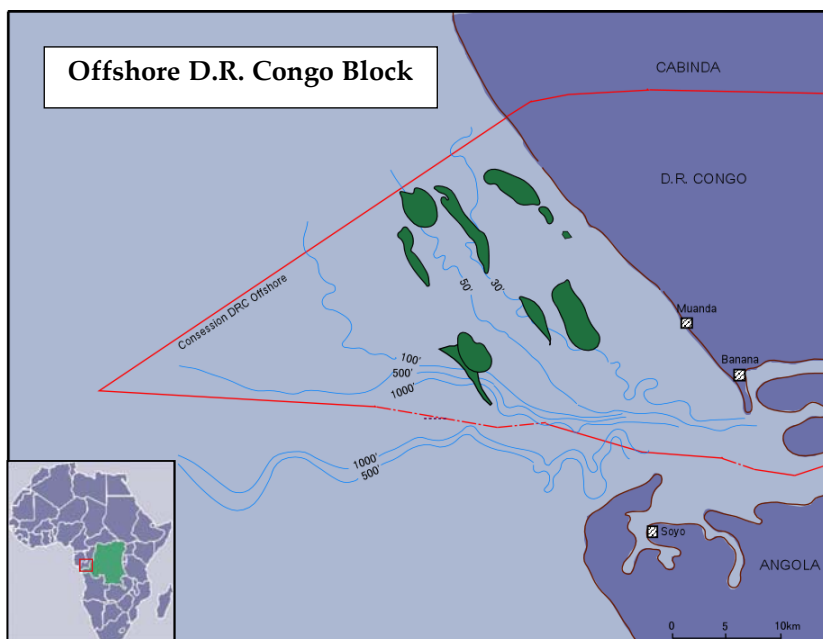 Offshore D.R. Congo Block
CABINDA
D.R. CONGO
Consession DRC Offshore
50'
30'
Muanda
Banana
100'
500'
1000'
1000'
500'
Soyo
ANGOLA
0 5 10km